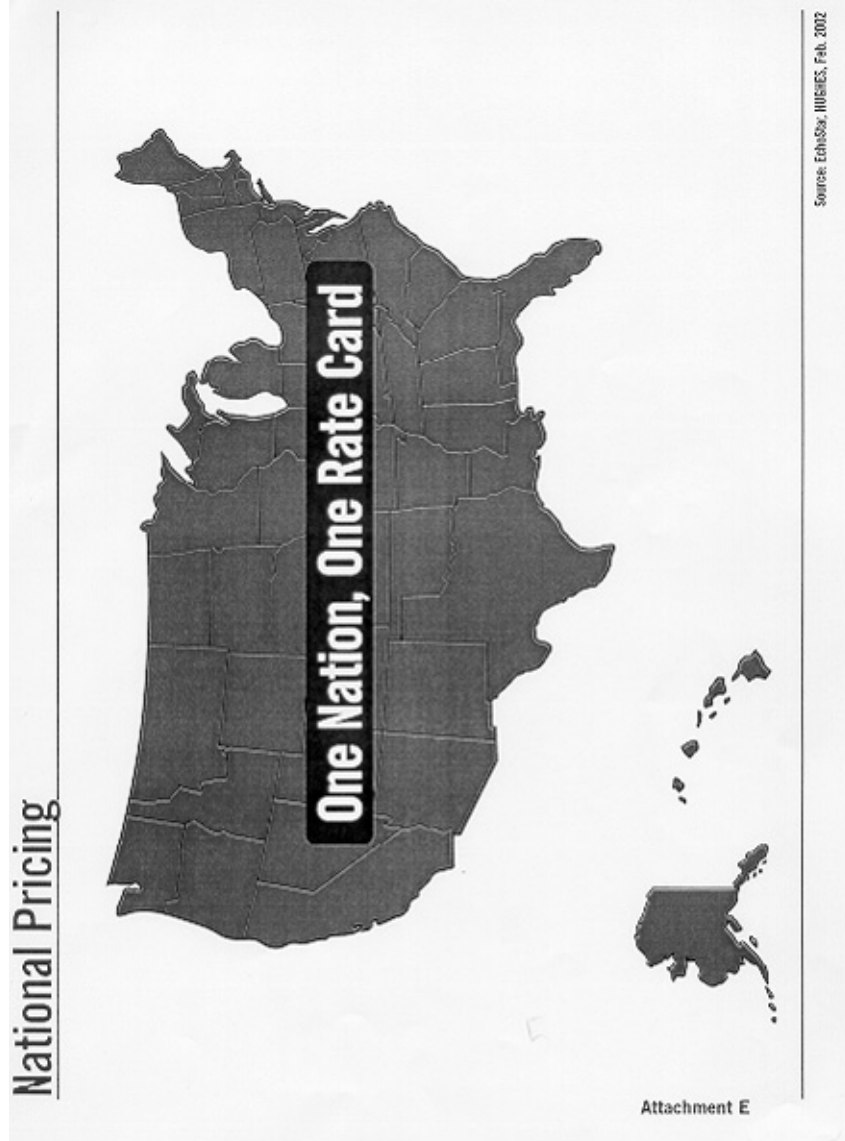 National Pricing
One Nation, One Rate Card
Source: EchoStar, HUGHES, Feb. 2002
Attachment E